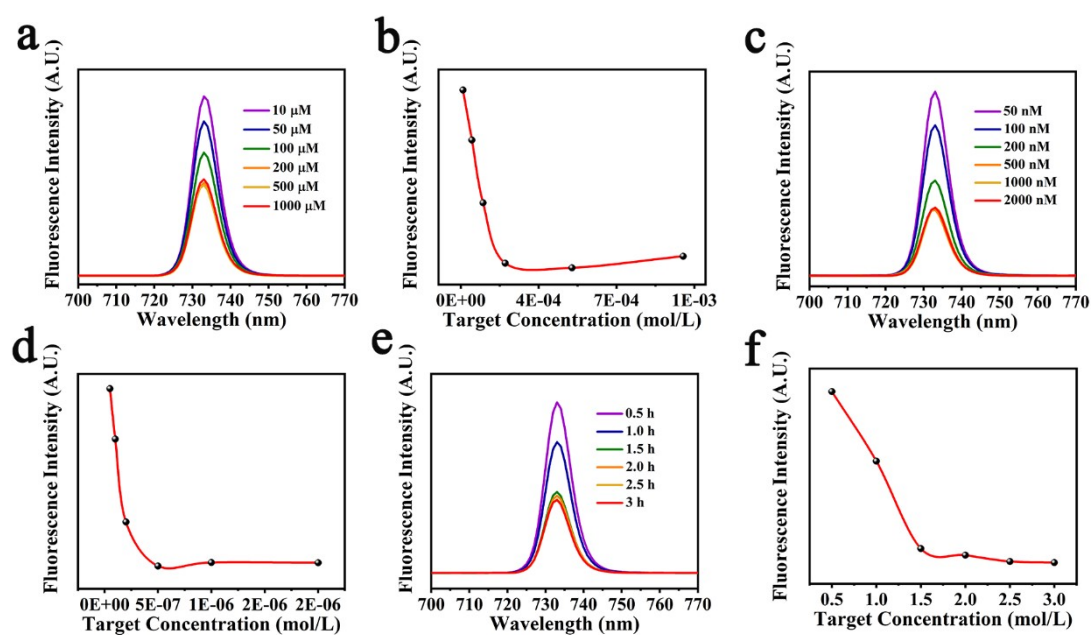 a
Fluorescence Intensity (A.U.)
10 μM
50 μM
100 μM
200 μM
500 μM
1000 μM
700 710 720 730 740 750 760 770
Wavelength (nm)
b
Fluorescence Intensity (A.U.)
0E+00 4E-04 7E-04 1E-03
Target Concentration (mol/L)
c
Fluorescence Intensity (A.U.)
50 nM
100 nM
200 nM
500 nM
1000 nM
2000 nM
700 710 720 730 740 750 760 770
Wavelength (nm)
d
Fluorescence Intensity (A.U.)
0E+00 5E-07 1E-06 2E-06 2E-06
Target Concentration (mol/L)
e
Fluorescence Intensity (A.U.)
0.5 h
1.0 h
1.5 h
2.0 h
2.5 h
3 h
700 710 720 730 740 750 760 770
Wavelength (nm)
f
Fluorescence Intensity (A.U.)
0.5 1.0 1.5 2.0 2.5 3.0
Target Concentration (mol/L)